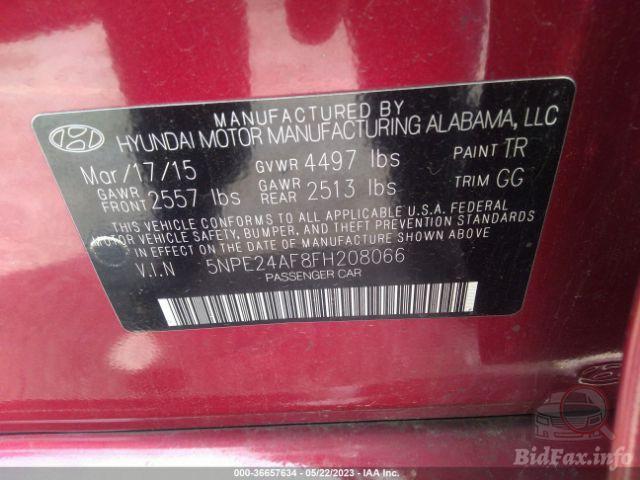 MANUFACTURED BY
HYUNDAI MOTOR MANUFACTURING ALABAMA, LLC
Mar/17/15 GVWR 4497 lbs PAINT TR
GAWR FRONT 2557 lbs GAWR REAR 2513 lbs TRIM GG
THIS VEHICLE CONFORMS TO ALL APPLICABLE U.S.A. FEDERAL
MOTOR VEHICLE SAFETY, BUMPER, AND THEFT PREVENTION STANDARDS
IN EFFECT ON THE DATE OF MANUFACTURE SHOWN ABOVE.
V.I.N 5NPE24AF8FH208066
PASSENGER CAR
BidFax.info
000-36657634 - 05/22/2023 - IAA Inc.